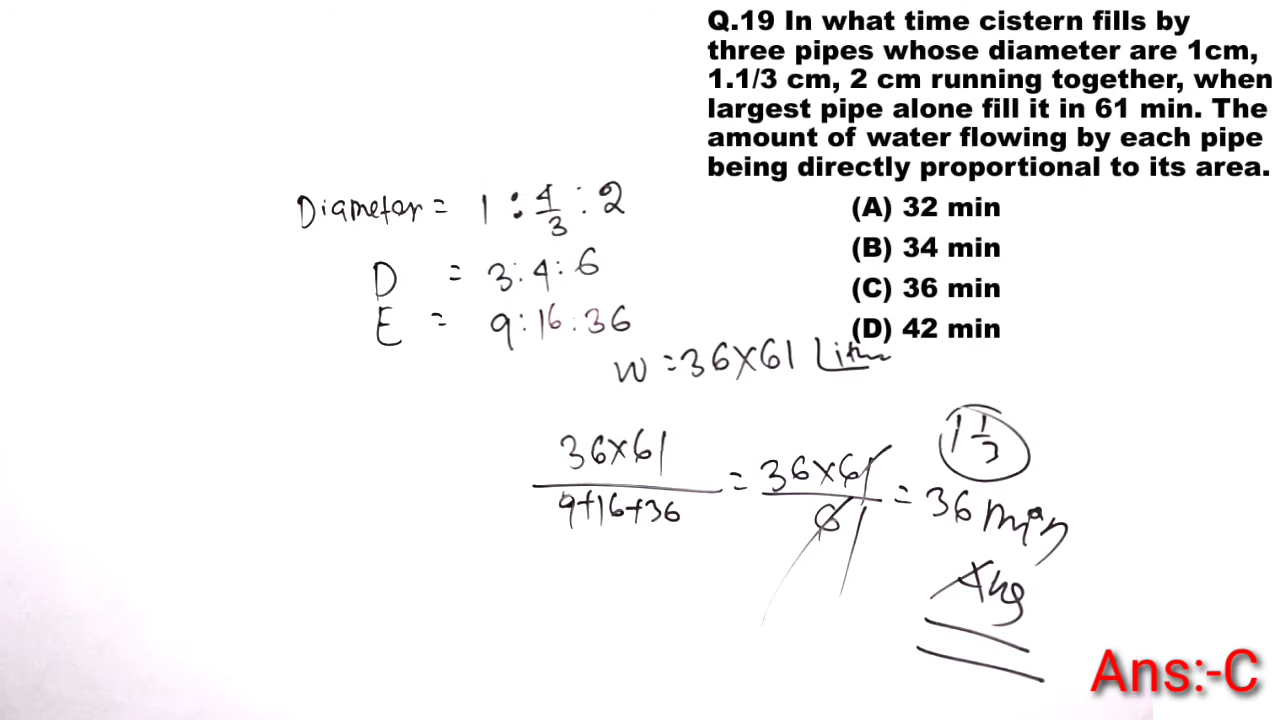 Q.19 In what time cistern fills by
three pipes whose diameter are 1cm,
1.1/3 cm, 2 cm running together, when
largest pipe alone fill it in 61 min. The
amount of water flowing by each pipe
being directly proportional to its area.
(A) 32 min
(B) 34 min
(C) 36 min
(D) 42 min
Diameter = 1 : 4/3 : 2
D = 3:4:6
E = 9:16:36
W = 36×61
36×61/9+16+36 = 36×61/61 = 36 min
1 1/3
Ans
Ans:-C